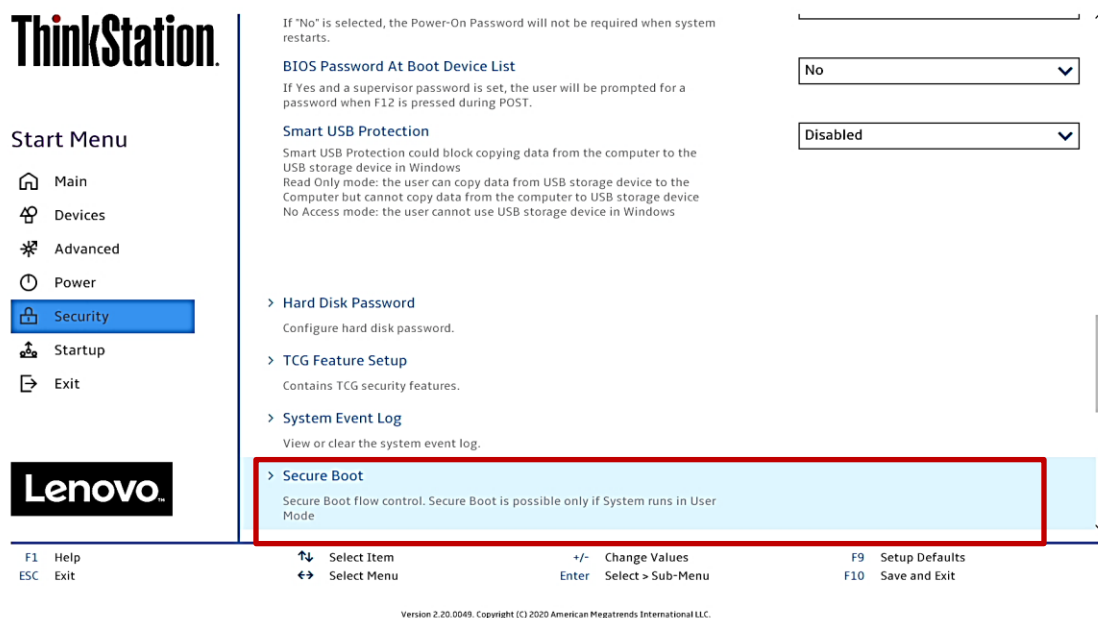 ThinkStation.
Start Menu
Main
Devices
Advanced
Power
Security
Startup
Exit
Lenovo™
If "No" is selected, the Power-On Password will not be required when system
restarts.
BIOS Password At Boot Device List
No
If Yes and a supervisor password is set, the user will be prompted for a
password when F12 is pressed during POST.
Smart USB Protection
Disabled
Smart USB Protection could block copying data from the computer to the
USB storage device in Windows
Read Only mode: the user can copy data from USB storage device to the
Computer but cannot copy data from the computer to USB storage device
No Access mode: the user cannot use USB storage device in Windows
> Hard Disk Password
Configure hard disk password.
> TCG Feature Setup
Contains TCG security features.
> System Event Log
View or clear the system event log.
> Secure Boot
Secure Boot flow control. Secure Boot is possible only if System runs in User
Mode
F1 Help
ESC Exit
↑↓ Select Item
↔ Select Menu
+/- Change Values
Enter Select > Sub-Menu
F9 Setup Defaults
F10 Save and Exit
Version 2.20.0049. Copyright (C) 2020 American Megatrends International LLC.